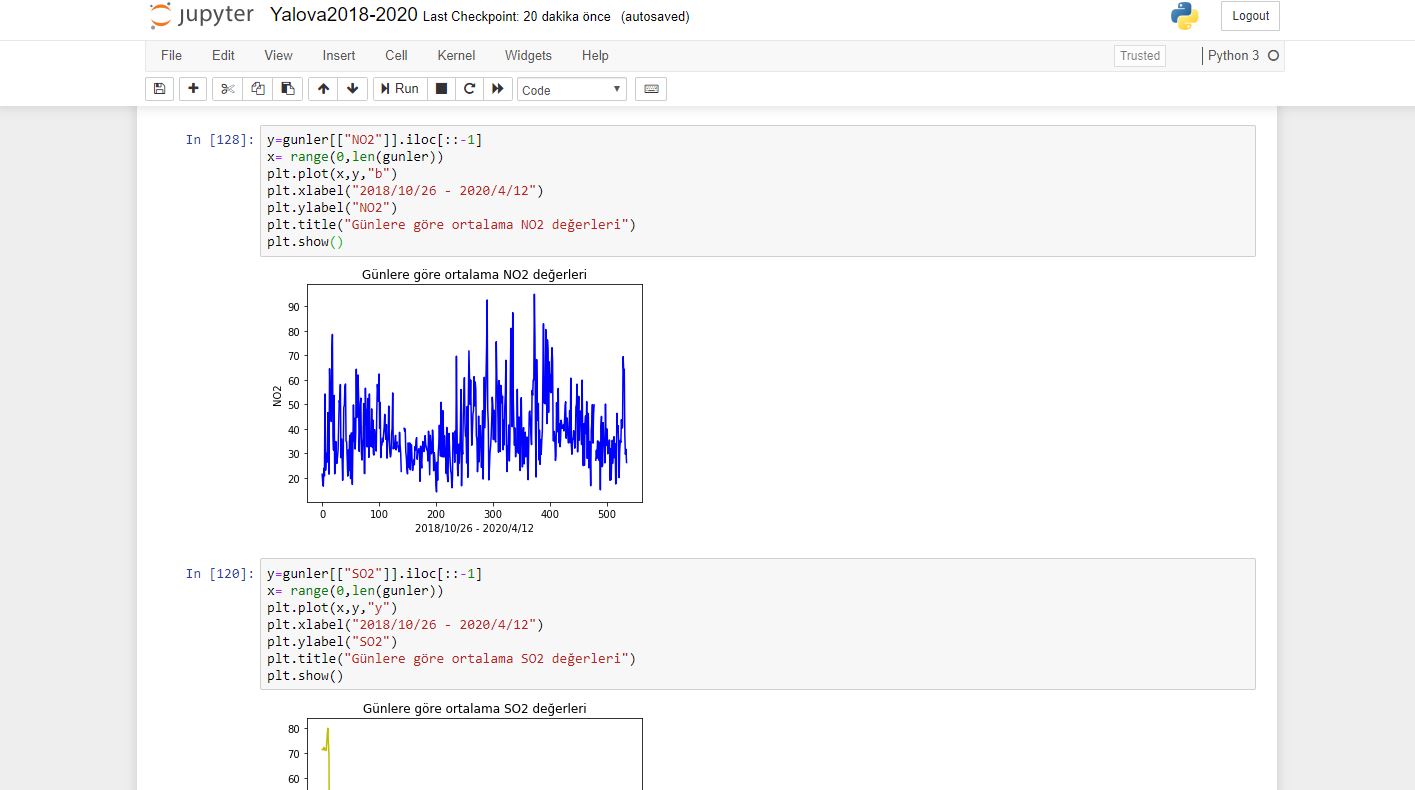 jupyter Yalova2018-2020 Last Checkpoint: 20 dakika önce (autosaved)
Logout
File Edit View Insert Cell Kernel Widgets Help
Trusted
Python 3
Run
Code
In [128]:
y=gunler[["NO2"]].iloc[::-1]
x= range(0,len(gunler))
plt.plot(x,y,"b")
plt.xlabel("2018/10/26 - 2020/4/12")
plt.ylabel("NO2")
plt.title("Günlere göre ortalama NO2 değerleri")
plt.show()
Günlere göre ortalama NO2 değerleri
90
80
70
60
50
40
30
20
NO2
0 100 200 300 400 500
2018/10/26 - 2020/4/12
In [120]:
y=gunler[["SO2"]].iloc[::-1]
x= range(0,len(gunler))
plt.plot(x,y,"y")
plt.xlabel("2018/10/26 - 2020/4/12")
plt.ylabel("SO2")
plt.title("Günlere göre ortalama SO2 değerleri")
plt.show()
Günlere göre ortalama SO2 değerleri
80
70
60